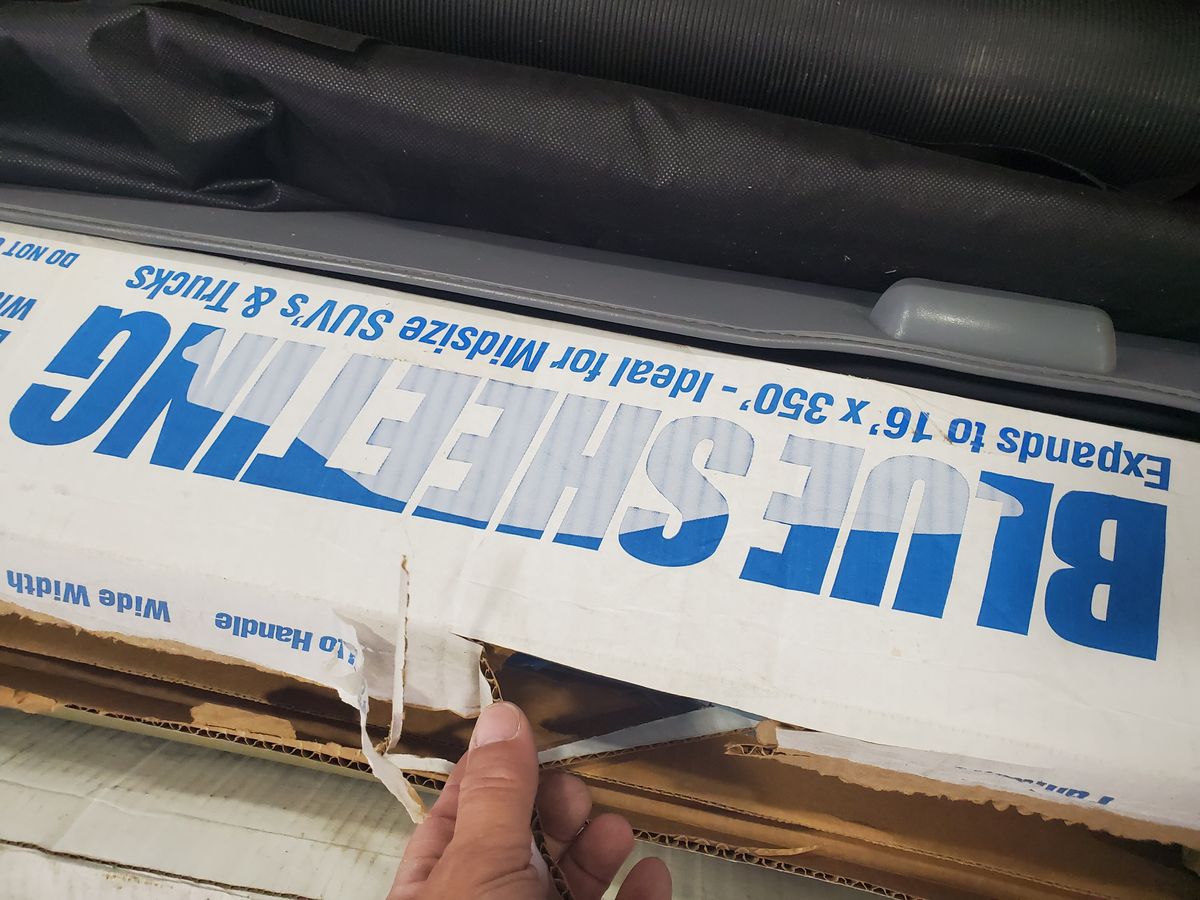 BLUE SHEETING
Expands to 16' x 350' - Ideal for Midsize SUV's & Trucks
DO NOT
to Handle
Wide Width